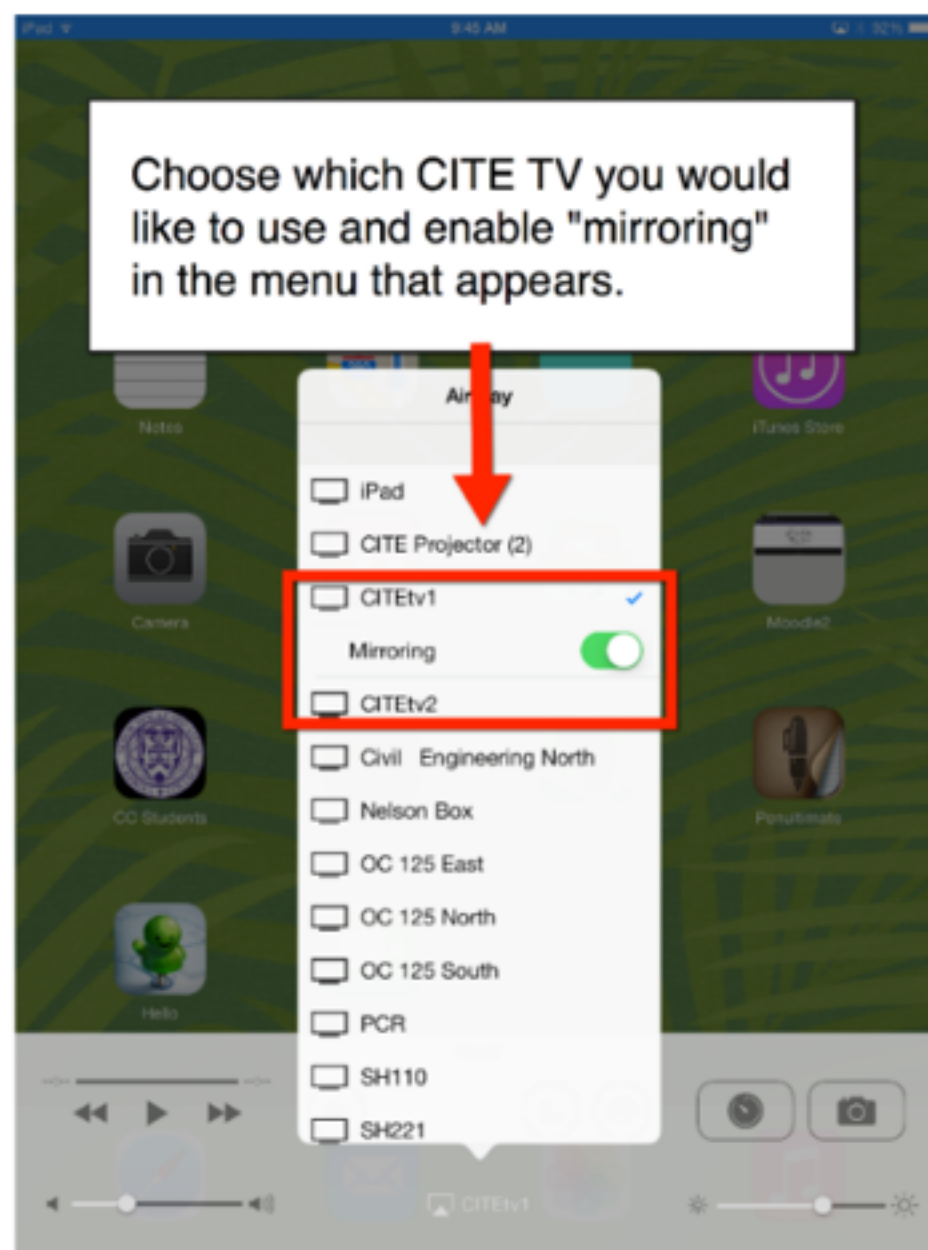 iPad
9:45 AM
92%
Choose which CITE TV you would
like to use and enable "mirroring"
in the menu that appears.
Notes
iTunes Store
iPad
CITE Projector (2)
CITEtv1
Camera
Moodle2
Mirroring
CITEtv2
Civil Engineering North
CC Students
Nelson Box
Penultimate
OC 125 East
OC 125 North
OC 125 South
Hello
PCR
SH110
SH221
CITEtv1